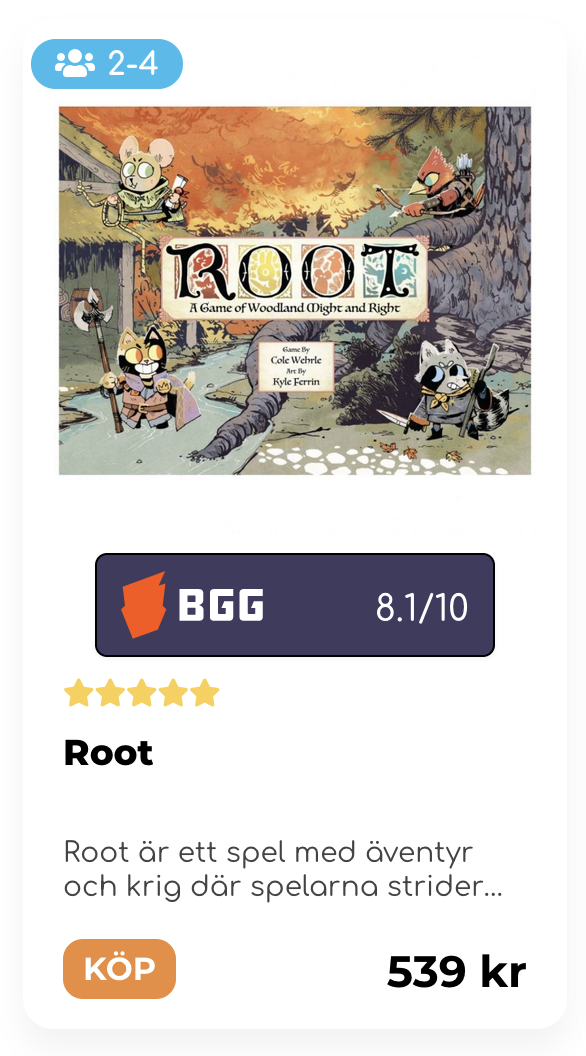 2-4
ROOT
A Game of Woodland Might and Right
Game By
Cole Wehrle
Art By
Kyle Ferrin
BGG 8.1/10
Root
Root är ett spel med äventyr
och krig där spelarna strider...
KÖP 539 kr